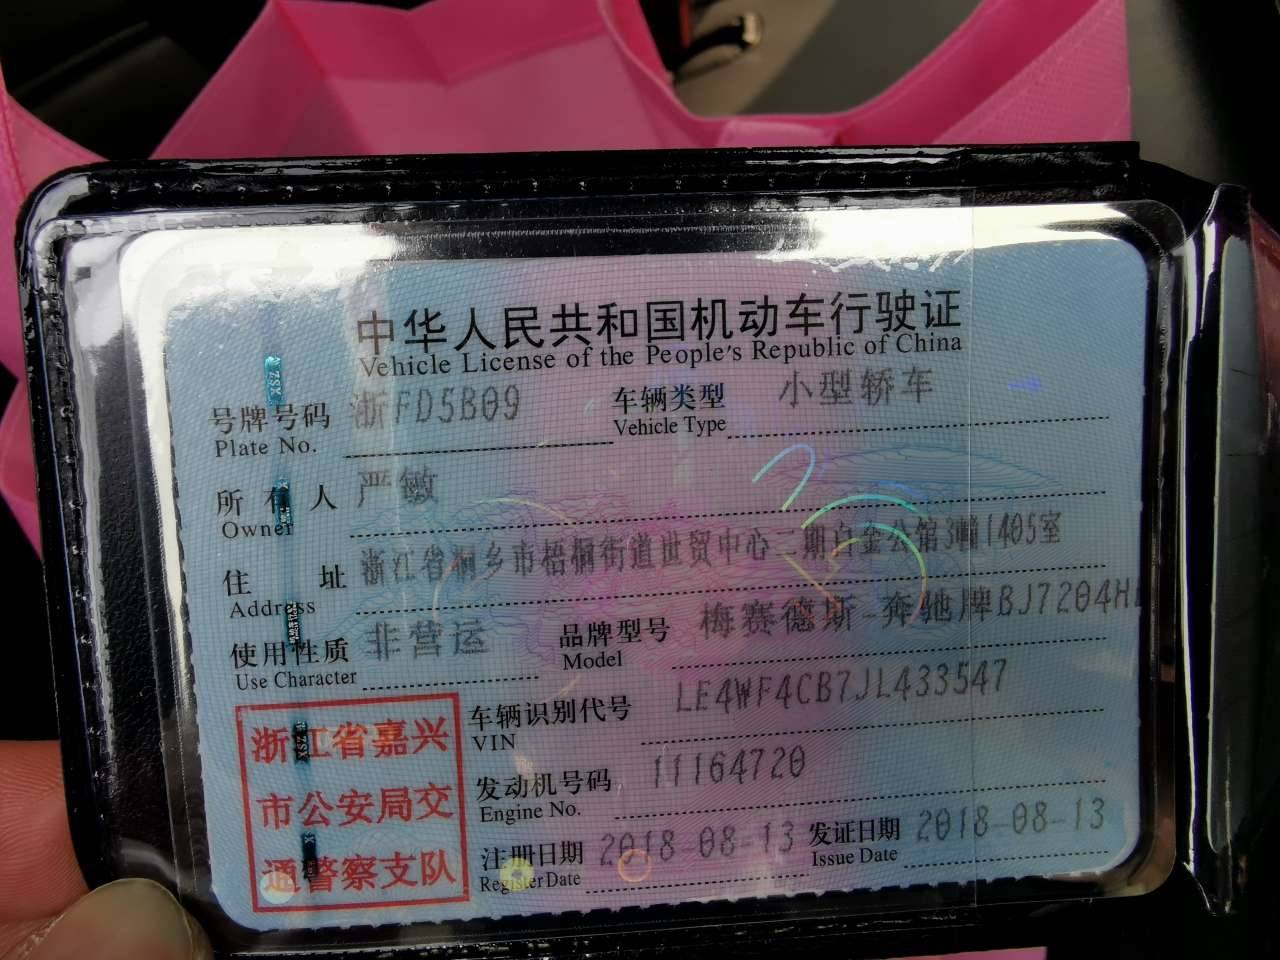 中华人民共和国机动车行驶证
Vehicle License of the People's Republic of China
号牌号码 浙FD5B09 车辆类型 小型轿车
Plate No. Vehicle Type
所有人 严敏
Owner
住址 浙江省桐乡市梧桐街道世贸中心二期白金公馆3幢1405室
Address
使用性质 非营运 品牌型号 梅赛德斯-奔驰牌BJ7204H
Use Character Model
车辆识别代号 LE4WF4CB7JL433547
VIN
发动机号码 11164720
Engine No.
注册日期 2018-08-13 发证日期 2018-08-13
Register Date Issue Date
浙江省嘉兴
市公安局交
通警察支队